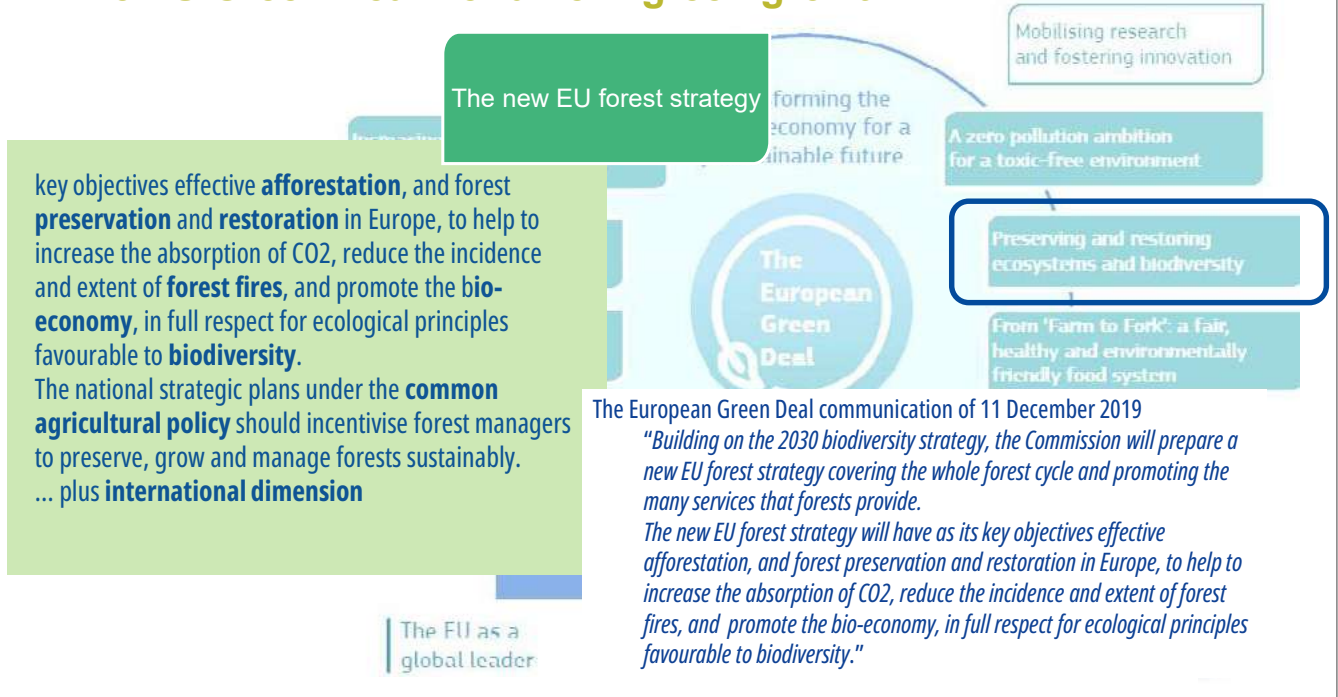 Mobilising research
and fostering innovation
The new EU forest strategy
forming the
economy for a
ainable future
A zero pollution ambition
for a toxic-free environment
key objectives effective afforestation, and forest
preservation and restoration in Europe, to help to
increase the absorption of CO2, reduce the incidence
and extent of forest fires, and promote the bio-
economy, in full respect for ecological principles
favourable to biodiversity.
The national strategic plans under the common
agricultural policy should incentivise forest managers
to preserve, grow and manage forests sustainably.
... plus international dimension
The
European
Green
Deal
Preserving and restoring
ecosystems and biodiversity
From 'Farm to Fork': a fair,
healthy and environmentally
friendly food system
The European Green Deal communication of 11 December 2019
"Building on the 2030 biodiversity strategy, the Commission will prepare a
new EU forest strategy covering the whole forest cycle and promoting the
many services that forests provide.
The new EU forest strategy will have as its key objectives effective
afforestation, and forest preservation and restoration in Europe, to help to
increase the absorption of CO2, reduce the incidence and extent of forest
fires, and promote the bio-economy, in full respect for ecological principles
favourable to biodiversity."
The EU as a
global leader